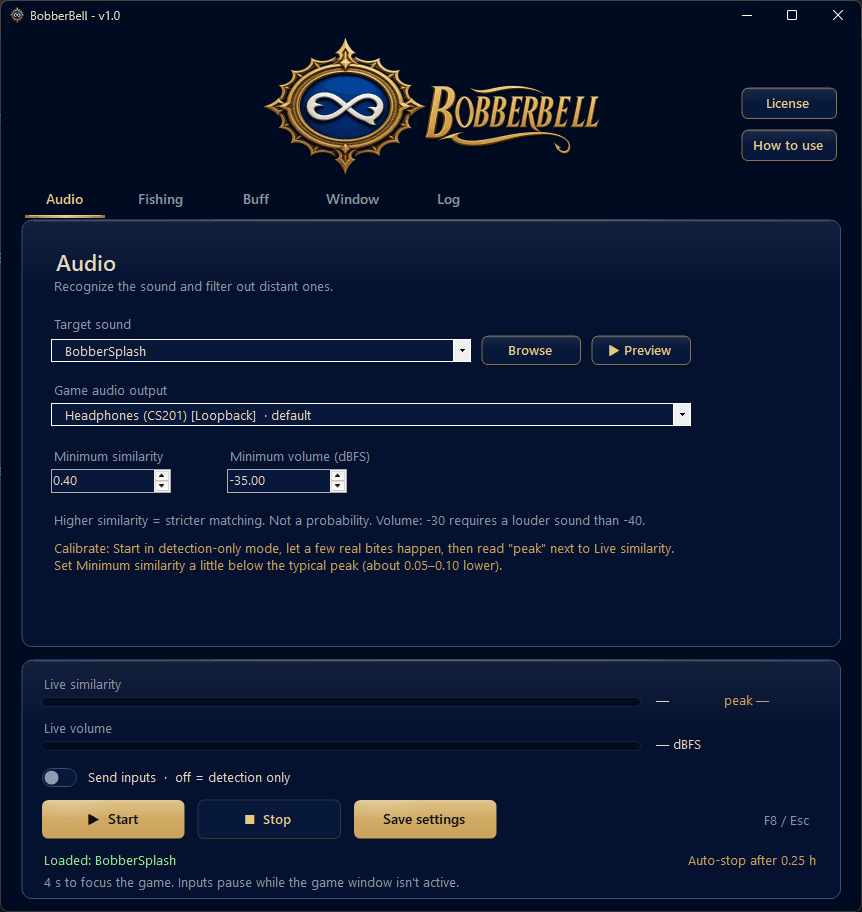 BobberBell - v1.0
BOBBERBELL
License
How to use
Audio Fishing Buff Window Log
Audio
Recognize the sound and filter out distant ones.
Target sound
BobberSplash Browse ▶ Preview
Game audio output
Headphones (CS201) [Loopback] · default
Minimum similarity Minimum volume (dBFS)
0.40 -35.00
Higher similarity = stricter matching. Not a probability. Volume: -30 requires a louder sound than -40.
Calibrate: Start in detection-only mode, let a few real bites happen, then read "peak" next to Live similarity.
Set Minimum similarity a little below the typical peak (about 0.05–0.10 lower).
Live similarity
— peak —
Live volume
— dBFS
Send inputs · off = detection only
▶ Start ■ Stop Save settings F8 / Esc
Loaded: BobberSplash Auto-stop after 0.25 h
4 s to focus the game. Inputs pause while the game window isn't active.